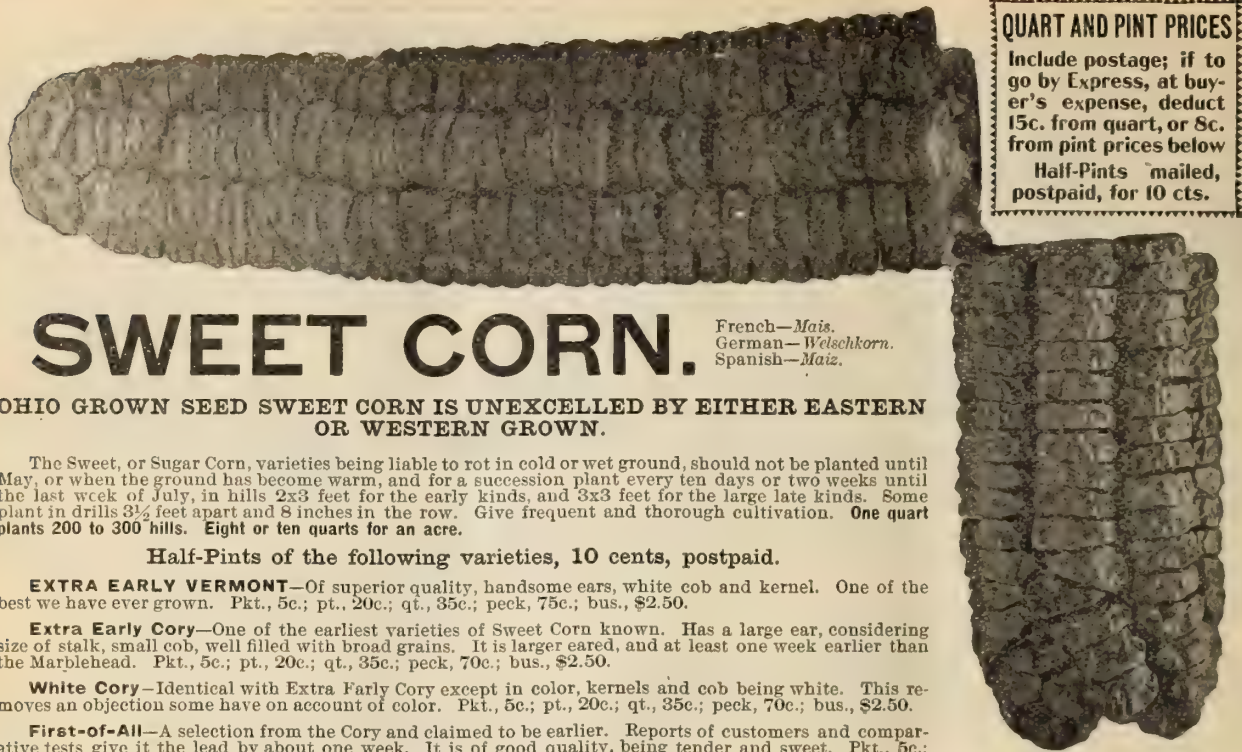 QUART AND PINT PRICES
Include postage; if to
go by Express, at buy-
er's expense, deduct
15c. from quart, or 8c.
from pint prices below
Half-Pints mailed,
postpaid, for 10 cts.
SWEET CORN.
French—Mais.
German—Welschkorn.
Spanish—Maiz.
OHIO GROWN SEED SWEET CORN IS UNEXCELLED BY EITHER EASTERN
OR WESTERN GROWN.
The Sweet, or Sugar Corn, varieties being liable to rot in cold or wet ground, should not be planted until
May, or when the ground has become warm, and for a succession plant every ten days or two weeks until
the last week of July, in hills 2x3 feet for the early kinds, and 3x3 feet for the large late kinds. Some
plant in drills 3½ feet apart and 8 inches in the row. Give frequent and thorough cultivation. One quart
plants 200 to 300 hills. Eight or ten quarts for an acre.
Half-Pints of the following varieties, 10 cents, postpaid.
EXTRA EARLY VERMONT—Of superior quality, handsome ears, white cob and kernel. One of the
best we have ever grown. Pkt., 5c.; pt., 20c.; qt., 35c.; peck, 75c.; bus., $2.50.
Extra Early Cory—One of the earliest varieties of Sweet Corn known. Has a large ear, considering
size of stalk, small cob, well filled with broad grains. It is larger eared, and at least one week earlier than
the Marblehead. Pkt., 5c.; pt., 20c.; qt., 35c.; peck, 70c.; bus., $2.50.
White Cory—Identical with Extra Early Cory except in color, kernels and cob being white. This re-
moves an objection some have on account of color. Pkt., 5c.; pt., 20c.; qt., 35c.; peck, 70c.; bus., $2.50.
First-of-All—A selection from the Cory and claimed to be earlier. Reports of customers and compar-
ative tests give it the lead by about one week. It is of good quality, being tender and sweet. Pkt., 5c.;